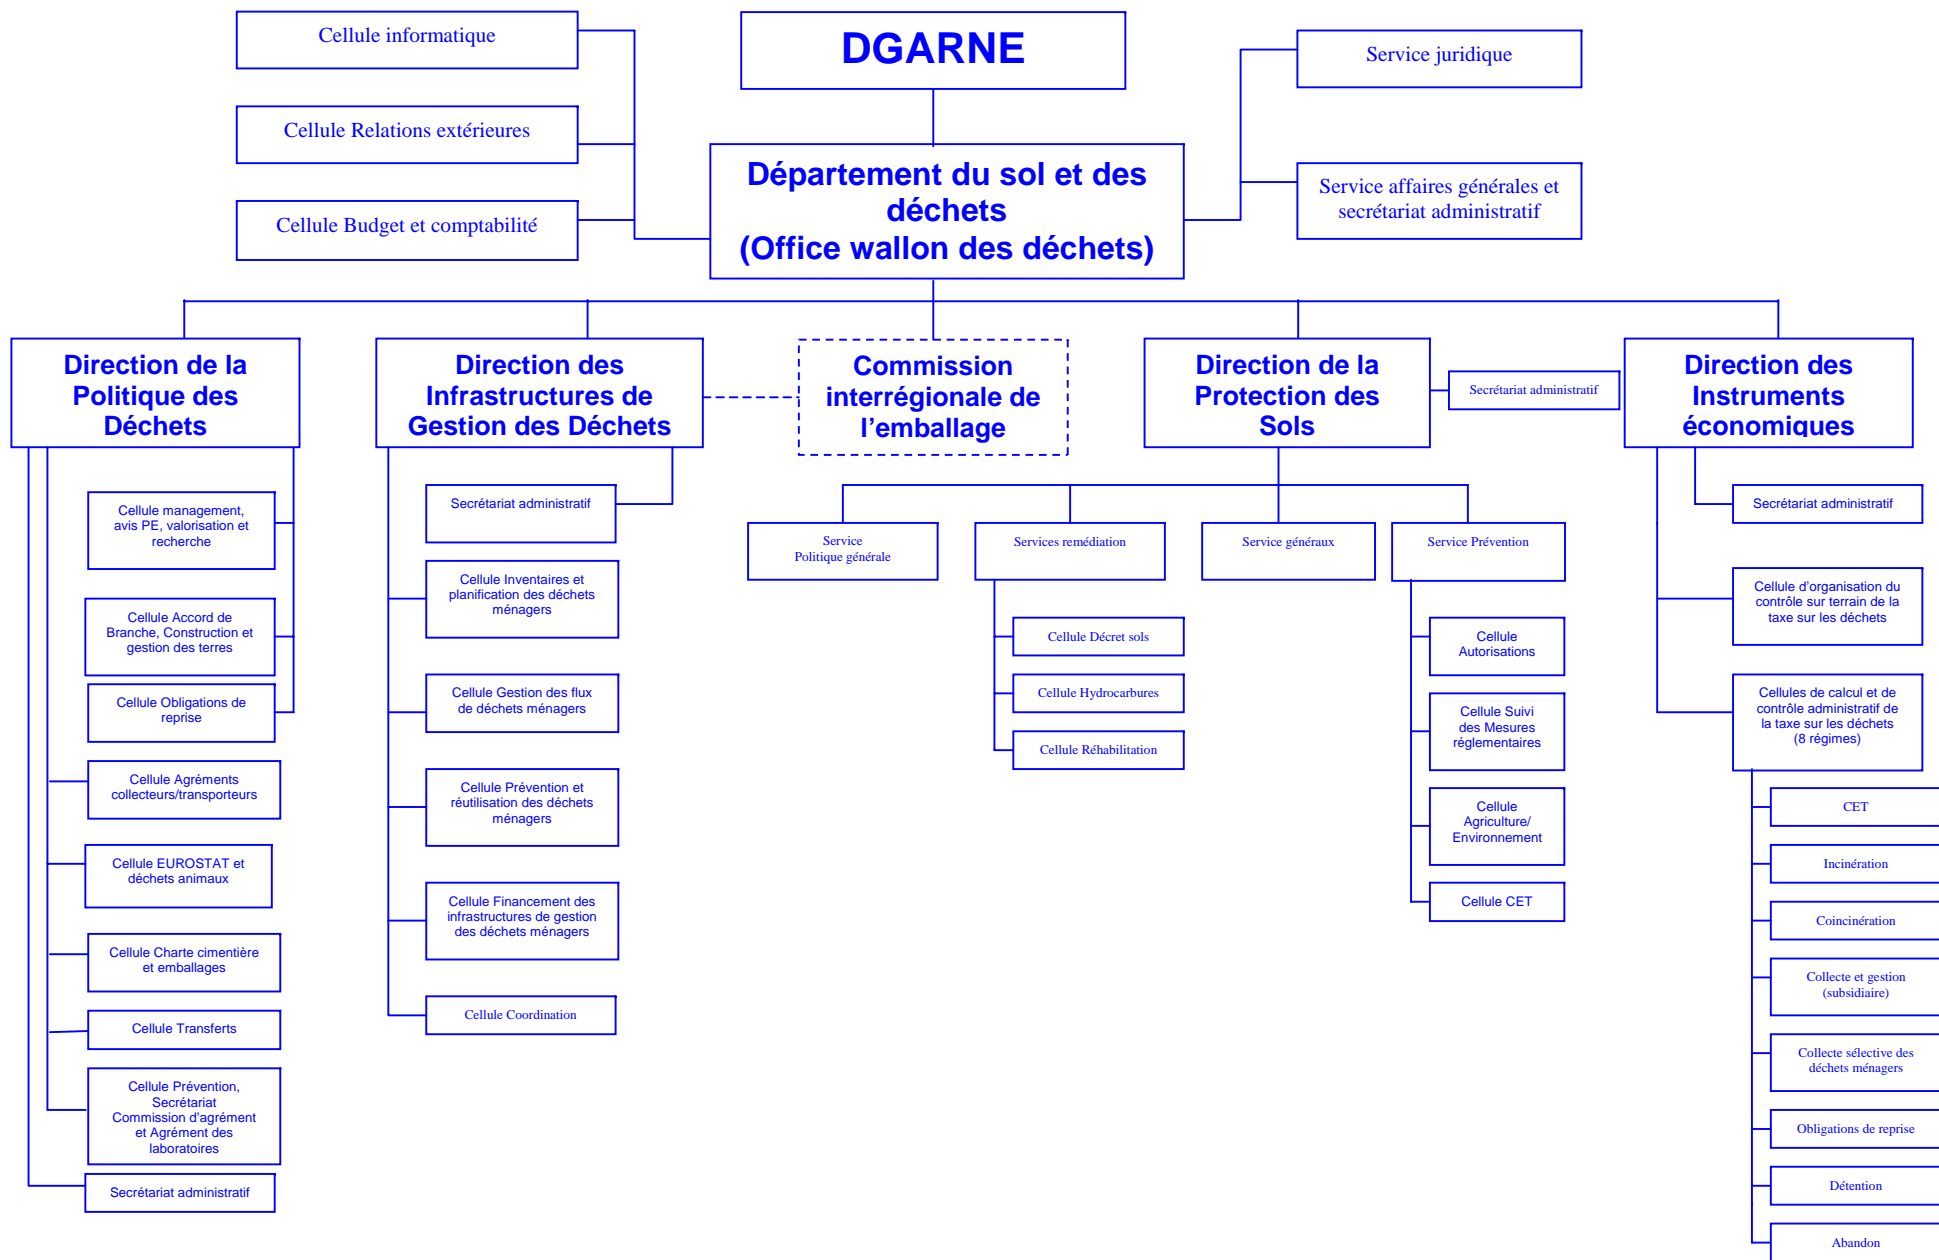 Cellule informatique
DGARNE
Service juridique
Cellule Relations extérieures
Département du sol et des
déchets
(Office wallon des déchets)
Service affaires générales et
secrétariat administratif
Cellule Budget et comptabilité
Direction de la
Politique des
Déchets
Direction des
Infrastructures de
Gestion des Déchets
Commission
interrégionale de
l'emballage
Direction de la
Protection des
Sols
Secrétariat administratif
Direction des
Instruments
économiques
Cellule management,
avis PE, valorisation et
recherche
Cellule Accord de
Branche, Construction et
gestion des terres
Cellule Obligations de
reprise
Cellule Agréments
collecteurs/transporteurs
Cellule EUROSTAT et
déchets animaux
Cellule Charte cimentière
et emballages
Cellule Transferts
Cellule Prévention,
Secrétariat
Commission d'agrément
et Agrément des
laboratoires
Secrétariat administratif
Secrétariat administratif
Cellule Inventaires et
planification des déchets
ménagers
Cellule Gestion des flux
de déchets ménagers
Cellule Prévention et
réutilisation des déchets
ménagers
Cellule Financement des
infrastructures de gestion
des déchets ménagers
Cellule Coordination
Service
Politique générale
Services remédiation
Service généraux
Service Prévention
Cellule Décret sols
Cellule Hydrocarbures
Cellule Réhabilitation
Cellule
Autorisations
Cellule Suivi
des Mesures
réglementaires
Cellule
Agriculture/
Environnement
Cellule CET
Secrétariat administratif
Cellule d'organisation du
contrôle sur terrain de la
taxe sur les déchets
Cellules de calcul et de
contrôle administratif de
la taxe sur les déchets
(8 régimes)
CET
Incinération
Coincinération
Collecte et gestion
(subsidiaire)
Collecte sélective des
déchets ménagers
Obligations de reprise
Détention
Abandon